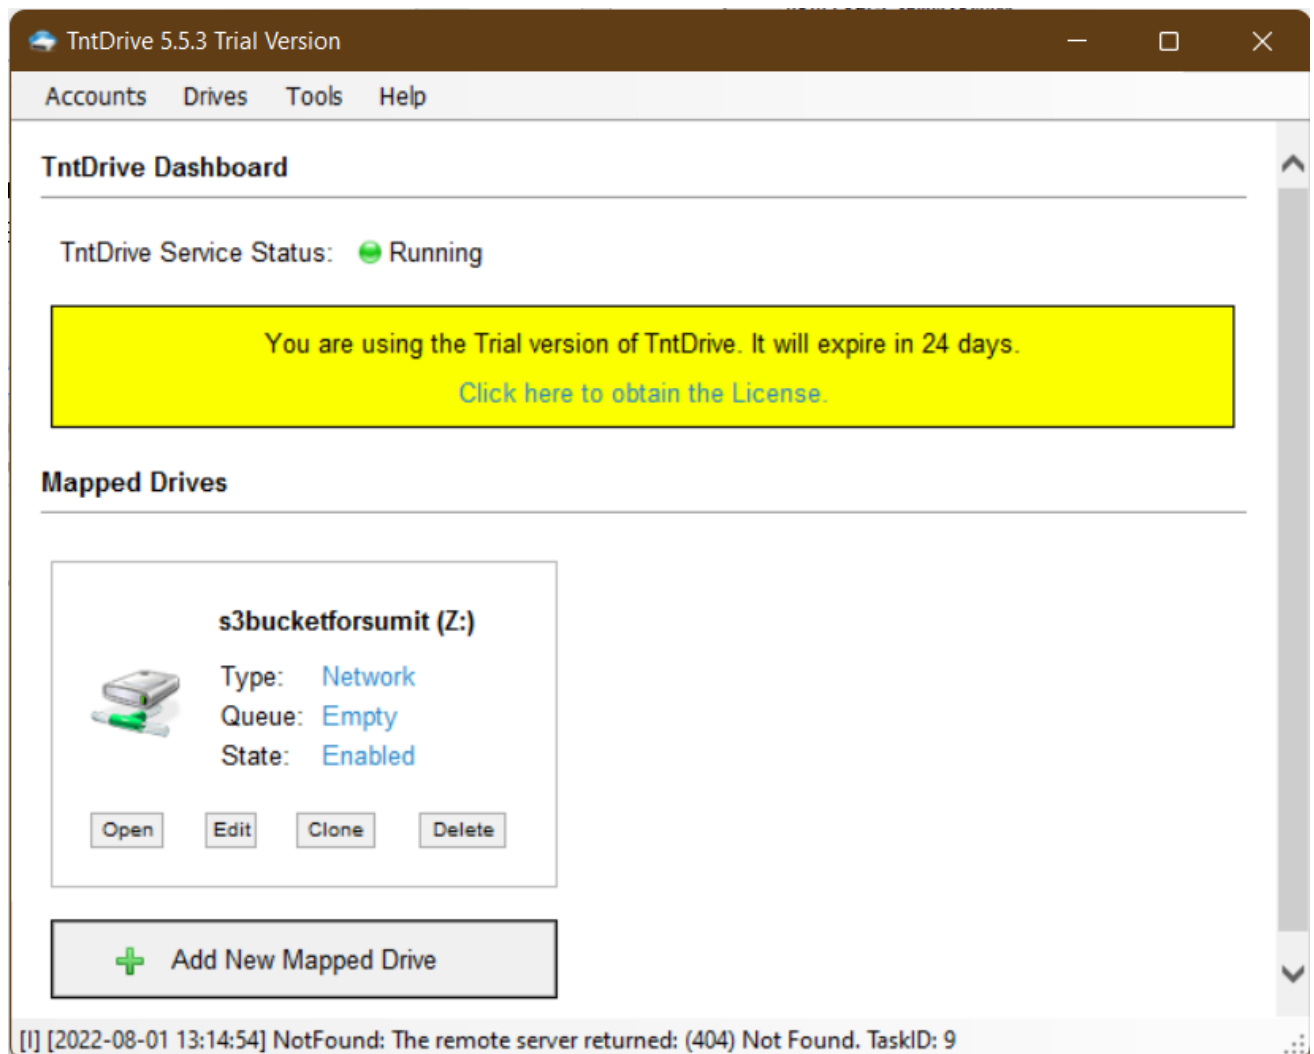 TntDrive 5.5.3 Trial Version
Accounts Drives Tools Help
TntDrive Dashboard
TntDrive Service Status: Running
You are using the Trial version of TntDrive. It will expire in 24 days.
Click here to obtain the License.
Mapped Drives
s3bucketforsumit (Z:)
Type: Network
Queue: Empty
State: Enabled
Open Edit Clone Delete
Add New Mapped Drive
[I] [2022-08-01 13:14:54] NotFound: The remote server returned: (404) Not Found. TaskID: 9